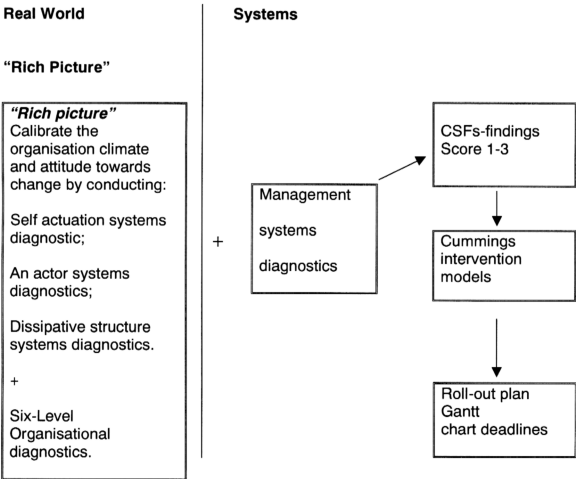 Real World
Systems
“Rich Picture”
“Rich picture”
Calibrate the
organisation climate
and attitude towards
change by conducting:
Self actuation systems
diagnostic;
An actor systems
diagnostics;
Dissipative structure
systems diagnostics.
+
Six-Level
Organisational
diagnostics.
+
Management
systems
diagnostics
CSFs-findings
Score 1-3
Cummings
intervention
models
Roll-out plan
Gantt
chart deadlines